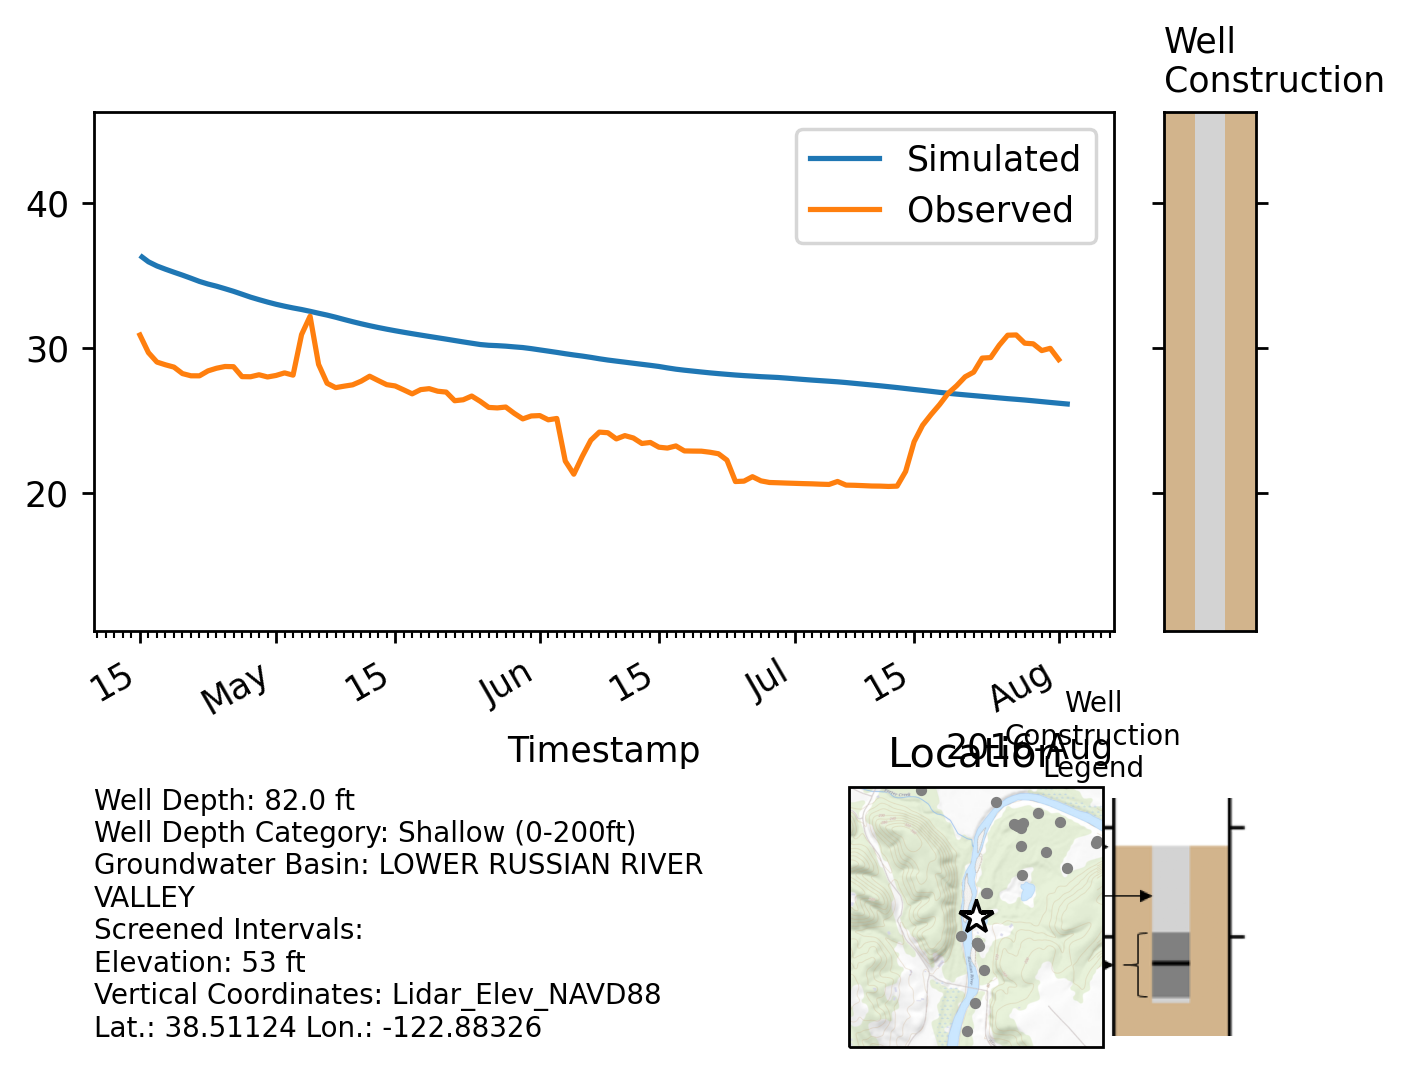 Well
Construction
Simulated
Observed
40
30
20
15
May
15
Jun
15
Jul
15
Aug
Timestamp
2016-Aug
Well
Construction
Legend
Location
Well Depth: 82.0 ft
Well Depth Category: Shallow (0-200ft)
Groundwater Basin: LOWER RUSSIAN RIVER
VALLEY
Screened Intervals:
Elevation: 53 ft
Vertical Coordinates: Lidar_Elev_NAVD88
Lat.: 38.51124 Lon.: -122.88326